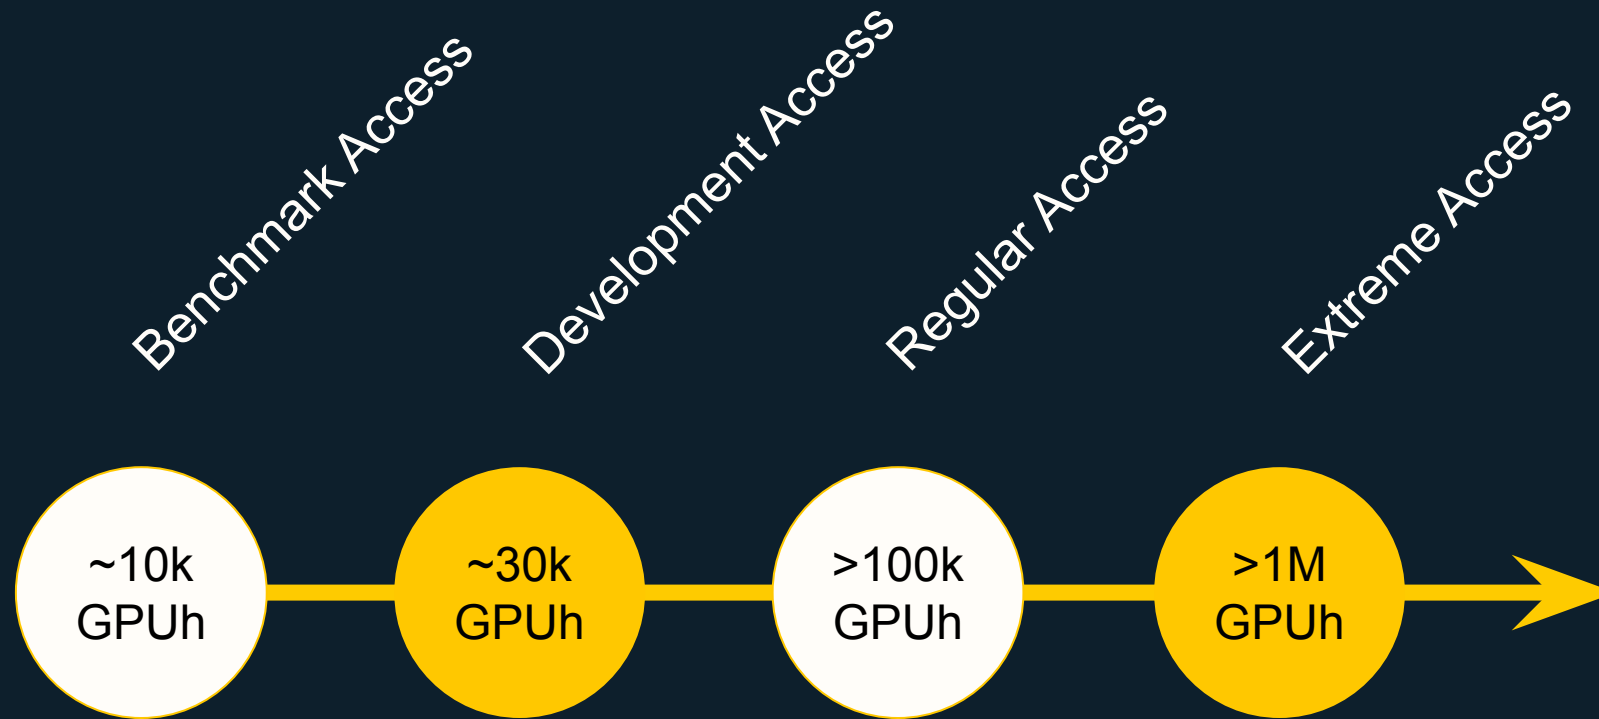 Benchmark Access
Development Access
Regular Access
Extreme Access
~10k
GPUh
~30k
GPUh
>100k
GPUh
>1M
GPUh